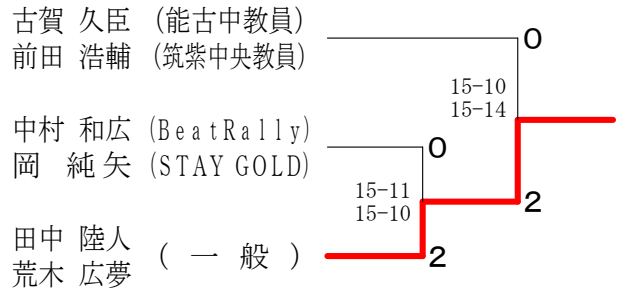 古賀 久臣 (能古中教員)
前田 浩輔 (筑紫中央教員)
0
15-10
15-14
中村 和広 (BeatRally)
岡 純矢 (STAY GOLD)
0
15-11
15-10
2
田中 陸人
荒木 広夢
( 一 般 )
2